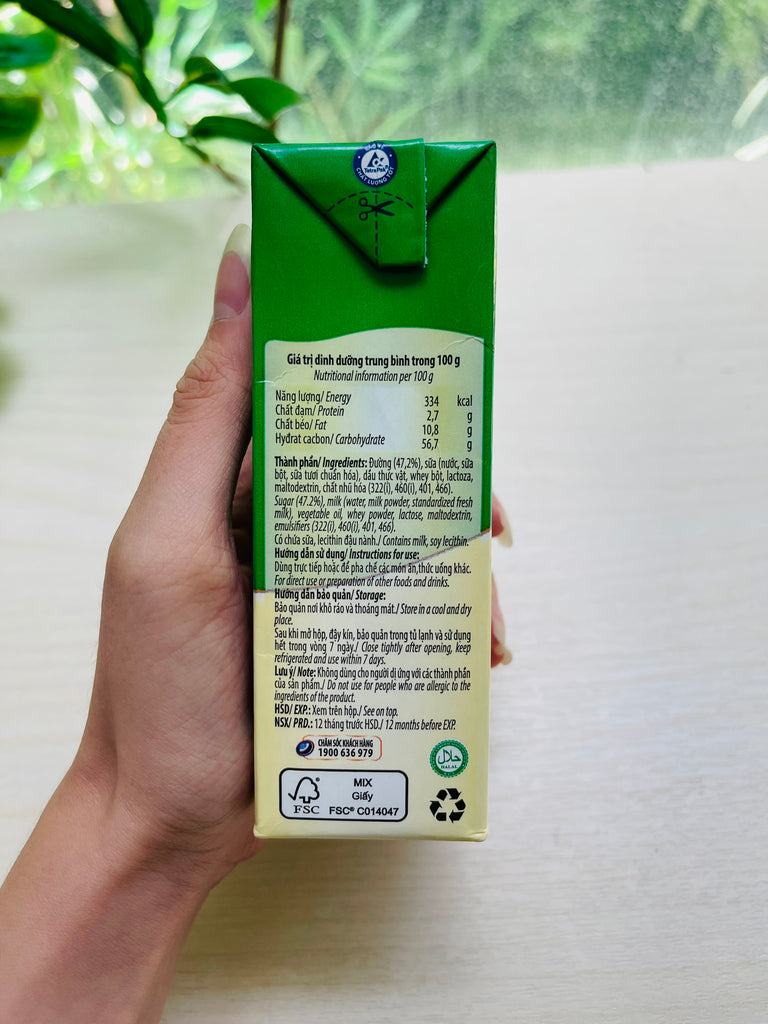 BẢO VỆ
TetraPak®
CHẤT LƯỢNG TỐT
Giá trị dinh dưỡng trung bình trong 100 g
Nutritional information per 100 g
Năng lượng/ Energy 334 kcal
Chất đạm/ Protein 2,7 g
Chất béo/ Fat 10,8 g
Hyđrat cacbon/ Carbohydrate 56,7 g
Thành phần/ Ingredients: Đường (47,2%), sữa (nước, sữa
bột, sữa tươi chuẩn hóa), dầu thực vật, whey bột, lactoza,
maltodextrin, chất nhũ hóa (322(i), 460(i), 401, 466).
Sugar (47.2%), milk (water, milk powder, standardized fresh
milk), vegetable oil, whey powder, lactose, maltodextrin,
emulsifiers (322(i), 460(i), 401, 466).
Có chứa sữa, lecithin đậu nành./ Contains milk, soy lecithin.
Hướng dẫn sử dụng/ Instructions for use:
Dùng trực tiếp hoặc để pha chế các món ăn,thức uống khác.
For direct use or preparation of other foods and drinks.
Hướng dẫn bảo quản/ Storage:
Bảo quản nơi khô ráo và thoáng mát./ Store in a cool and dry
place.
Sau khi mở hộp, đậy kín, bảo quản trong tủ lạnh và sử dụng
hết trong vòng 7 ngày./ Close tightly after opening, keep
refrigerated and use within 7 days.
Lưu ý/ Note: Không dùng cho người dị ứng với các thành phần
của sản phẩm./ Do not use for people who are allergic to the
ingredients of the product.
HSD/ EXP.: Xem trên hộp./ See on top.
NSX/ PRD.: 12 tháng trước HSD./ 12 months before EXP.
CHĂM SÓC KHÁCH HÀNG
1900 636 979
حلال
HALAL
FSC
MIX
Giấy
FSC® C014047